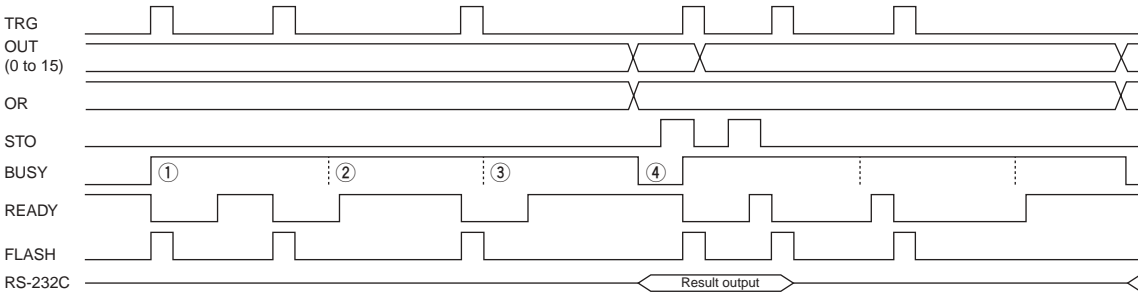 TRG
OUT
(0 to 15)
OR
STO
BUSY ① ② ③ ④
READY
FLASH
RS-232C Result output